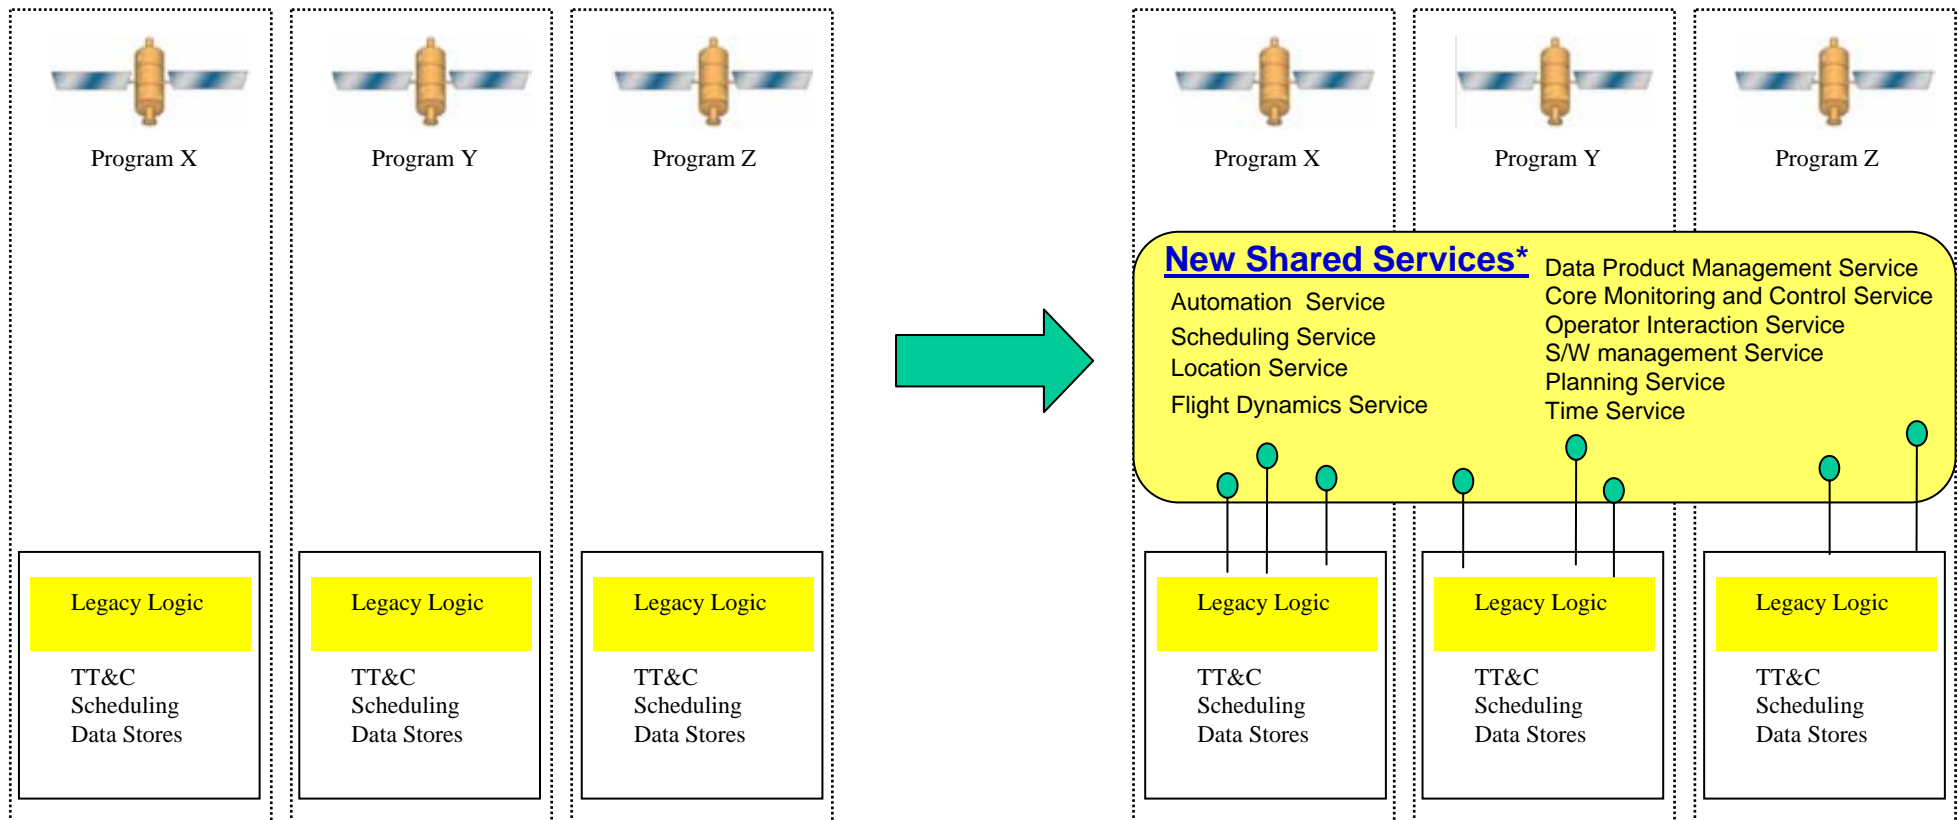 Program X
Program Y
Program Z
Legacy Logic
TT&C
Scheduling
Data Stores
Legacy Logic
TT&C
Scheduling
Data Stores
Legacy Logic
TT&C
Scheduling
Data Stores
Program X
Program Y
Program Z
New Shared Services*
Automation Service
Scheduling Service
Location Service
Flight Dynamics Service
Data Product Management Service
Core Monitoring and Control Service
Operator Interaction Service
S/W management Service
Planning Service
Time Service
Legacy Logic
TT&C
Scheduling
Data Stores
Legacy Logic
TT&C
Scheduling
Data Stores
Legacy Logic
TT&C
Scheduling
Data Stores